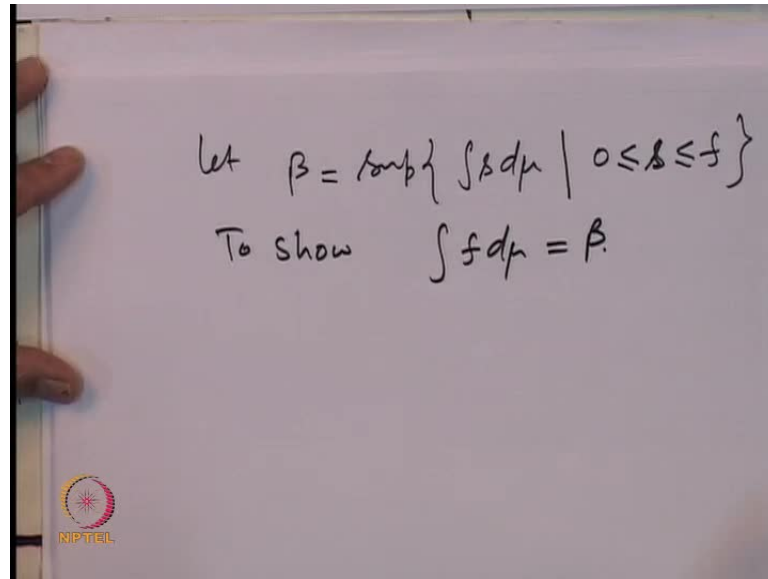 Let β = sup{ ∫s dμ | 0 ≤ s ≤ f }
To show ∫ f dμ = β.
NPTEL